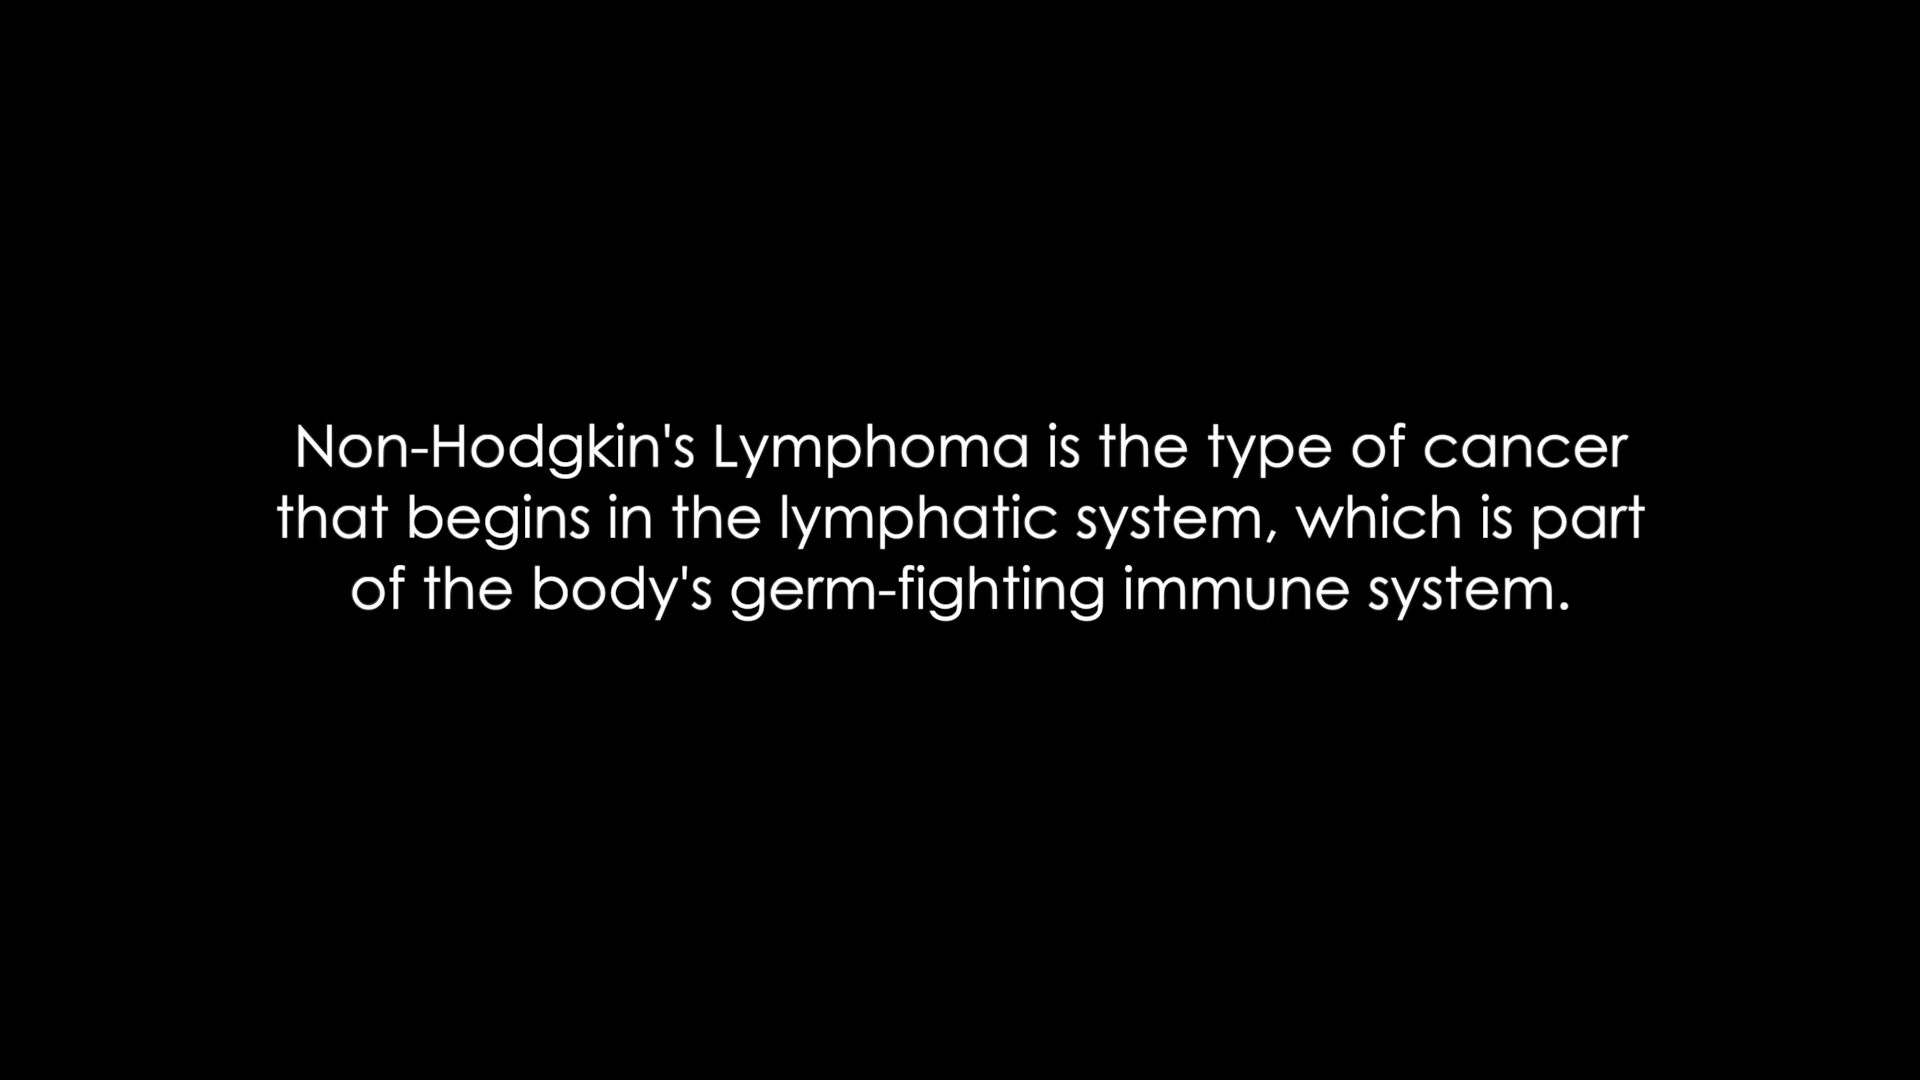 Non-Hodgkin's Lymphoma is the type of cancer
that begins in the lymphatic system, which is part
of the body's germ-fighting immune system.